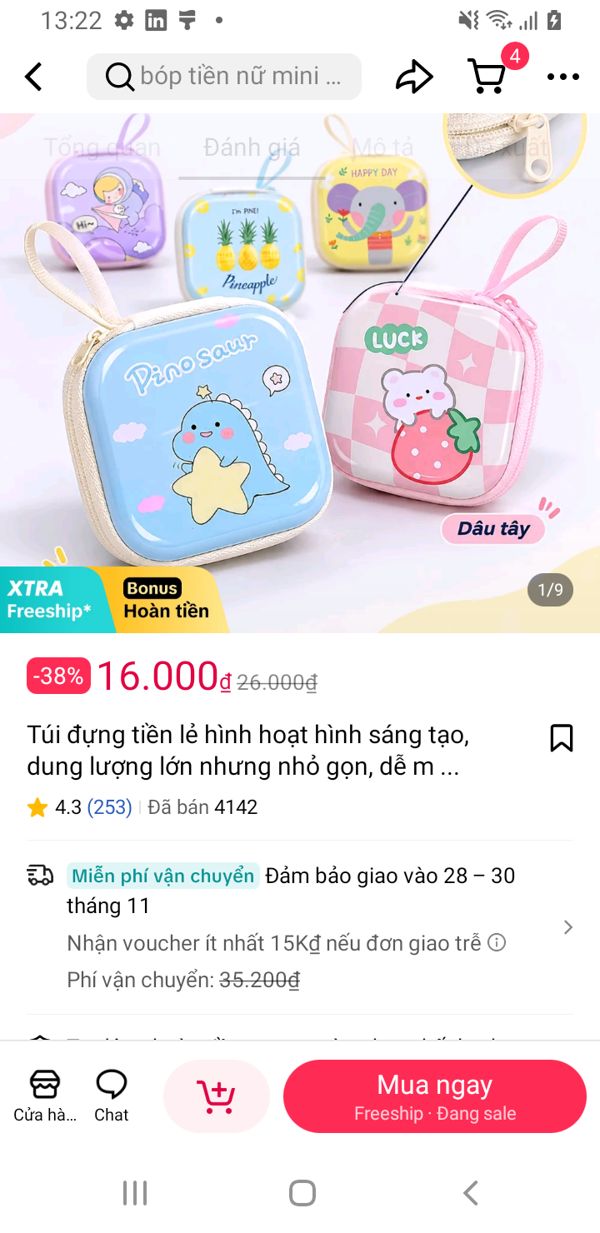 13:22
bóp tiền nữ mini ...
4
Tổng quan
Đánh giá
Mô tả
HAPPY DAY
Hi~
I'm PINE!
Pineapple
Dinosaur
LUCK
Dâu tây
XTRA
Freeship*
Bonus
Hoàn tiền
1/9
-38%
16.000₫
26.000₫
Túi đựng tiền lẻ hình hoạt hình sáng tạo,
dung lượng lớn nhưng nhỏ gọn, dễ m ...
4.3 (253)
Đã bán 4142
Miễn phí vận chuyển Đảm bảo giao vào 28 – 30
tháng 11
Nhận voucher ít nhất 15K₫ nếu đơn giao trễ
Phí vận chuyển: 35.200₫
Cửa hà...
Chat
Mua ngay
Freeship · Đang sale